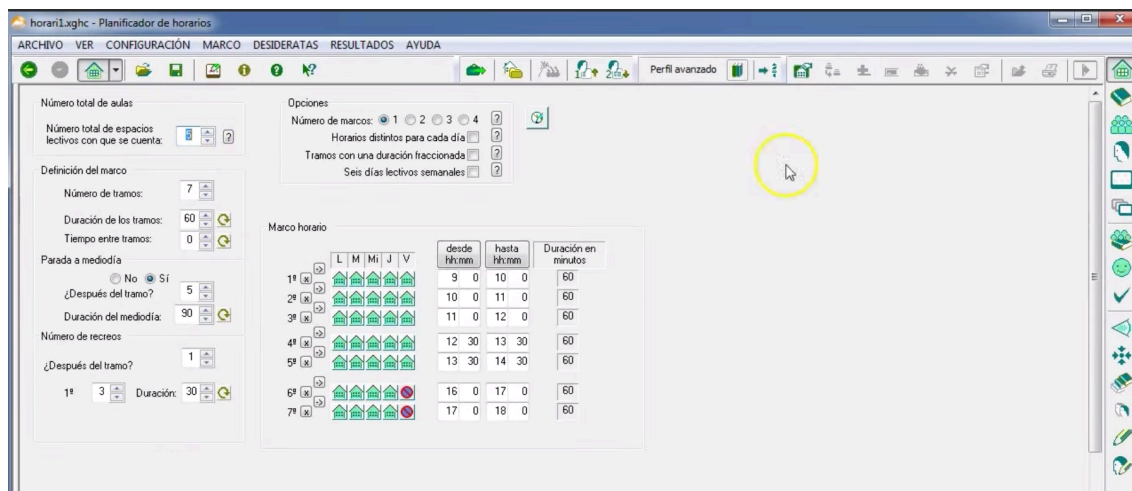 horari1.xghc - Planificador de horarios
ARCHIVO VER CONFIGURACIÓN MARCO DESIDERATAS RESULTADOS AYUDA
Perfil avanzado
Número total de aulas
Número total de espacios
lectivos con que se cuenta:
Definición del marco
Número de tramos: 7
Duración de los tramos: 60
Tiempo entre tramos: 0
Parada a mediodía
No Sí
¿Después del tramo? 5
Duración del mediodía: 90
Número de recreos
1
¿Después del tramo?
1º 3 Duración: 30
Opciones
Número de marcos: 1 2 3 4 ?
Horarios distintos para cada día ?
Tramos con una duración fraccionada ?
Seis días lectivos semanales ?
Marco horario
L M Mi J V
desde hh:mm hasta hh:mm Duración en minutos
1º x 9 0 10 0 60
2º x 10 0 11 0 60
3º x 11 0 12 0 60
4º x 12 30 13 30 60
5º x 13 30 14 30 60
6º x 16 0 17 0 60
7º x 17 0 18 0 60